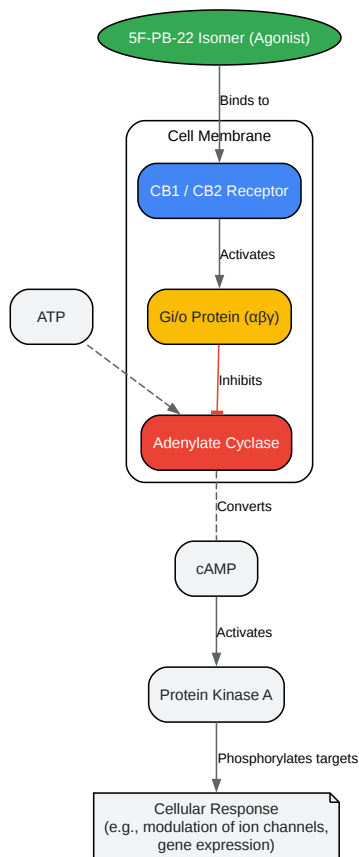 5F-PB-22 Isomer (Agonist)
Binds to
Cell Membrane
CB1 / CB2 Receptor
Activates
ATP
Gi/o Protein (αβγ)
Inhibits
Adenylate Cyclase
Converts
cAMP
Activates
Protein Kinase A
Phosphorylates targets
Cellular Response
(e.g., modulation of ion channels,
gene expression)